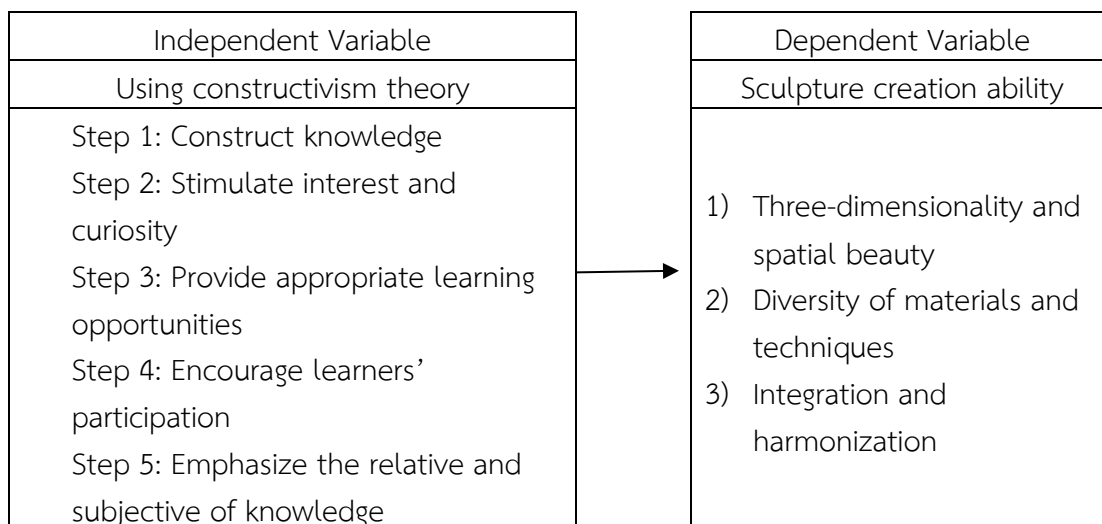 Independent Variable
Using constructivism theory
Step 1: Construct knowledge
Step 2: Stimulate interest and
curiosity
Step 3: Provide appropriate learning
opportunities
Step 4: Encourage learners’
participation
Step 5: Emphasize the relative and
subjective of knowledge
Dependent Variable
Sculpture creation ability
1) Three-dimensionality and
spatial beauty
2) Diversity of materials and
techniques
3) Integration and
harmonization